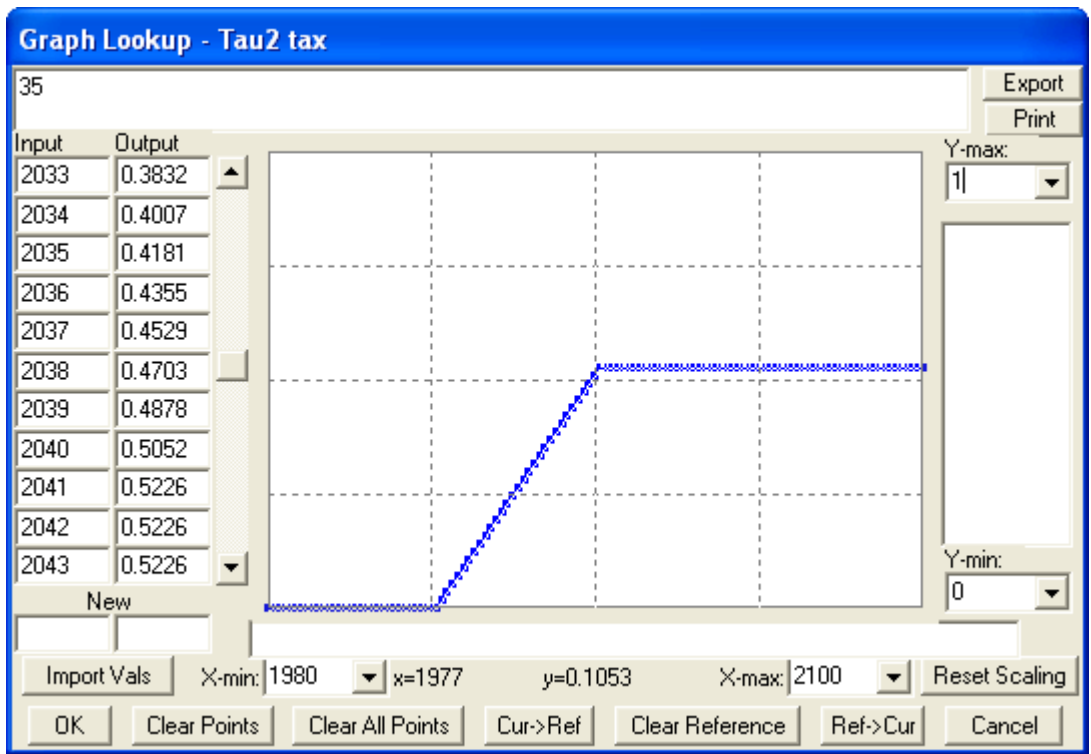 Graph Lookup - Tau2 tax
35
Export
Print
Input Output
2033 0.3832
2034 0.4007
2035 0.4181
2036 0.4355
2037 0.4529
2038 0.4703
2039 0.4878
2040 0.5052
2041 0.5226
2042 0.5226
2043 0.5226
New
Y-max:
1
Y-min:
0
Import Vals X-min: 1980 x=1977 y=0.1053 X-max: 2100 Reset Scaling
OK Clear Points Clear All Points Cur->Ref Clear Reference Ref->Cur Cancel